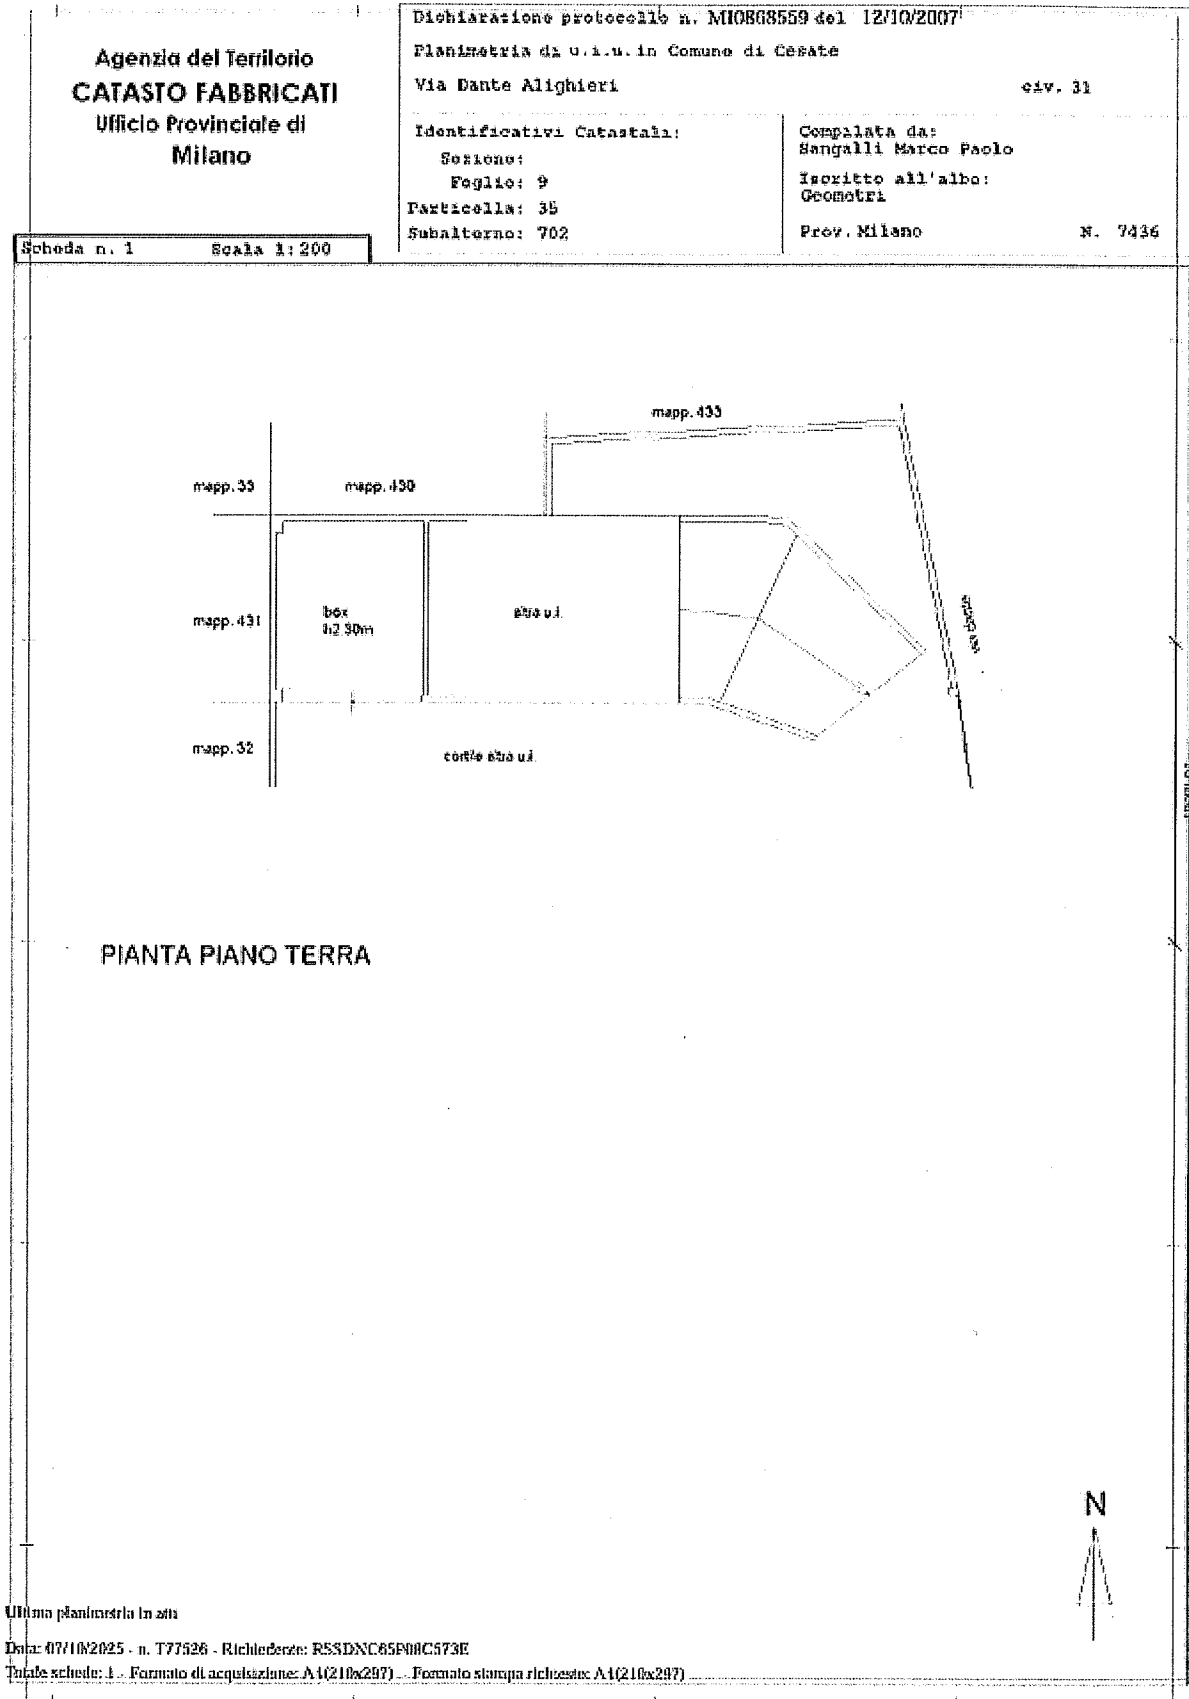 Agenzia del Territorio
CATASTO FABBRICATI
Ufficio Provinciale di
Milano
Dichiarazione protocollo n. MI0868559 del 12/10/2007
Planimetria di u.i.u. in Comune di Cesate
Via Dante Alighieri civ. 31
Identificativi Catastali:
Sezione:
Foglio: 9
Particella: 35
Subalterno: 702
Compilata da:
Sangalli Marco Paolo
Iscritto all'albo:
Geometri
Prov. Milano N. 7436
Scheda n. 1 Scala 1:200
mapp. 433
mapp. 33
mapp. 430
mapp. 431
box
h2.30m
altra u.i.
via dante
mapp. 32
cortile altra u.i.
PIANTA PIANO TERRA
N
Ultima planimetria in atti
Data: 07/10/2025 - n. T77526 - Richiedente:
Totale schede: 1 - Formato di acquisizione: A4(210x297) - Formato stampa richiesto: A4(210x297)